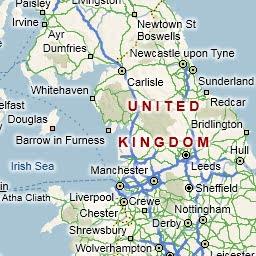 Paisley
Irvine
Ayr
Newtown St
Boswells
Dumfries
Newcastle upon Tyne
Carlisle
Sunderland
Whitehaven
UNITED
Redcar
elfast
Douglas
Bridlington
Barrow in Furness
KINGDOM
Hull
Irish Sea
Manchester
Leeds
Atha Cliath
Liverpool
Sheffield
Chester
Crewe
Nottingham
Shrewsbury
Derby
Wolverhampton
Leicester